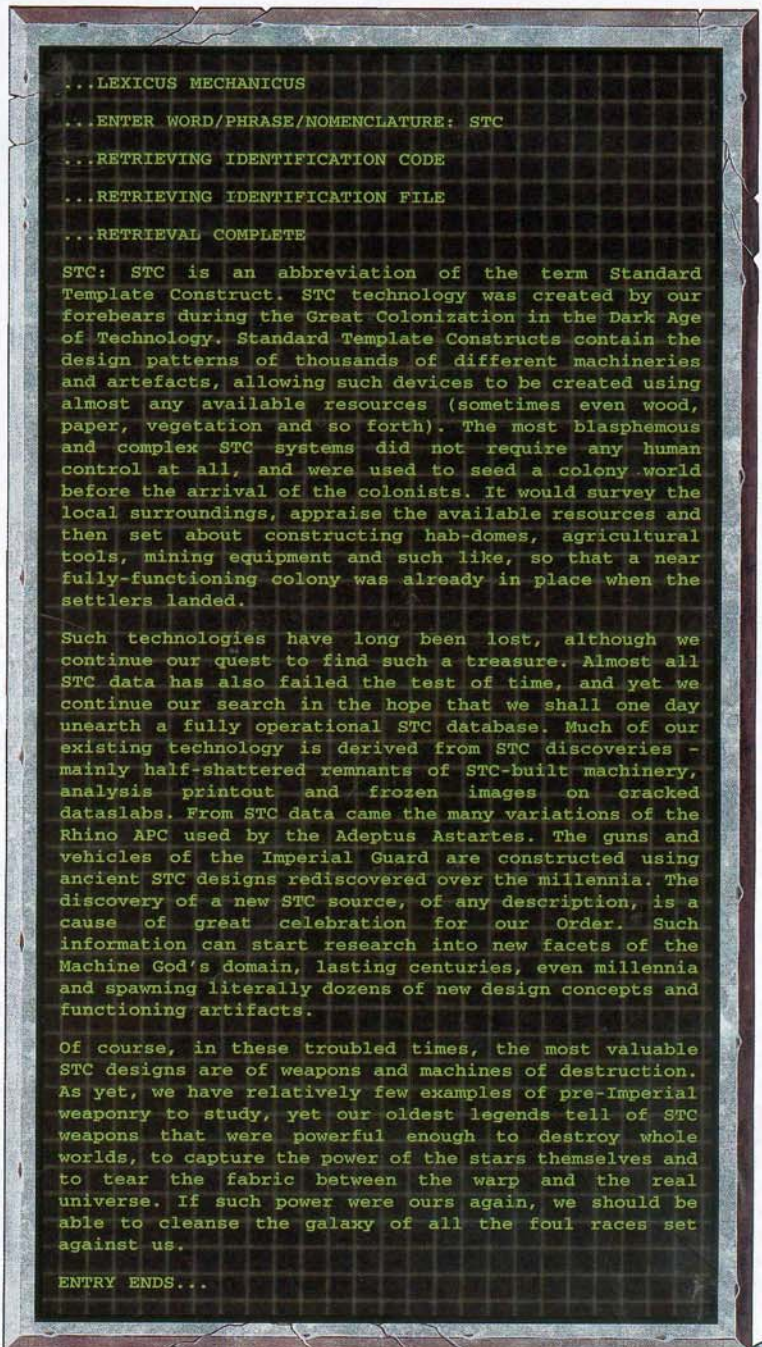 ...LEXICUS MECHANICUS
...ENTER WORD/PHRASE/NOMENCLATURE: STC
...RETRIEVING IDENTIFICATION CODE
...RETRIEVING IDENTIFICATION FILE
...RETRIEVAL COMPLETE
STC: STC is an abbreviation of the term Standard
Template Construct. STC technology was created by our
forebears during the Great Colonization in the Dark Age
of Technology. Standard Template Constructs contain the
design patterns of thousands of different machineries
and artefacts, allowing such devices to be created using
almost any available resources (sometimes even wood,
paper, vegetation and so forth). The most blasphemous
and complex STC systems did not require any human
control at all, and were used to seed a colony world
before the arrival of the colonists. It would survey the
local surroundings, appraise the available resources and
then set about constructing hab-domes, agricultural
tools, mining equipment and such like, so that a near
fully-functioning colony was already in place when the
settlers landed.
Such technologies have long been lost, although we
continue our quest to find such a treasure. Almost all
STC data has also failed the test of time, and yet we
continue our search in the hope that we shall one day
unearth a fully operational STC database. Much of our
existing technology is derived from STC discoveries -
mainly half-shattered remnants of STC-built machinery,
analysis printout and frozen images on cracked
dataslabs. From STC data came the many variations of the
Rhino APC used by the Adeptus Astartes. The guns and
vehicles of the Imperial Guard are constructed using
ancient STC designs rediscovered over the millennia. The
discovery of a new STC source, of any description, is a
cause of great celebration for our Order. Such
information can start research into new facets of the
Machine God's domain, lasting centuries, even millennia
and spawning literally dozens of new design concepts and
functioning artifacts.
Of course, in these troubled times, the most valuable
STC designs are of weapons and machines of destruction.
As yet, we have relatively few examples of pre-Imperial
weaponry to study, yet our oldest legends tell of STC
weapons that were powerful enough to destroy whole
worlds, to capture the power of the stars themselves and
to tear the fabric between the warp and the real
universe. If such power were ours again, we should be
able to cleanse the galaxy of all the foul races set
against us.
ENTRY ENDS...